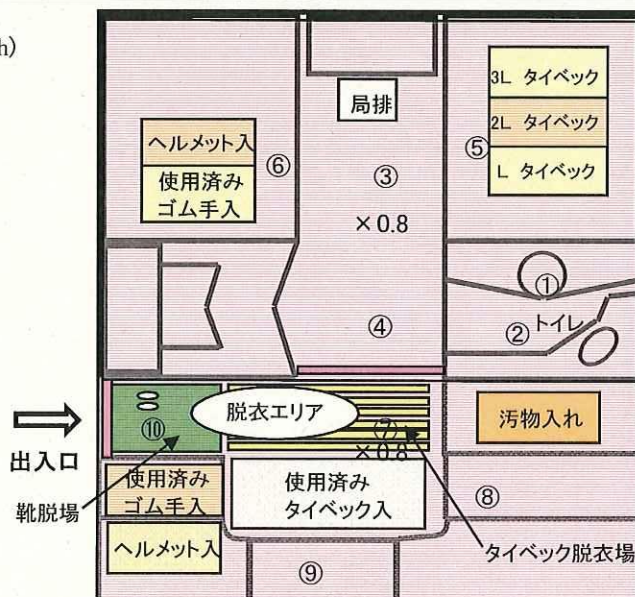 h)
3L タイベック
2L タイベック
L タイベック
局排
ヘルメット入
使用済み
ゴム手入
⑥
③
⑤
× 0.8
①
④
②
トイレ
脱衣エリア
⑦
× 0.8
⑩
汚物入れ
出入口
靴脱場
使用済み
ゴム手入
使用済み
タイベック入
⑧
ヘルメット入
⑨
タイベック脱衣場